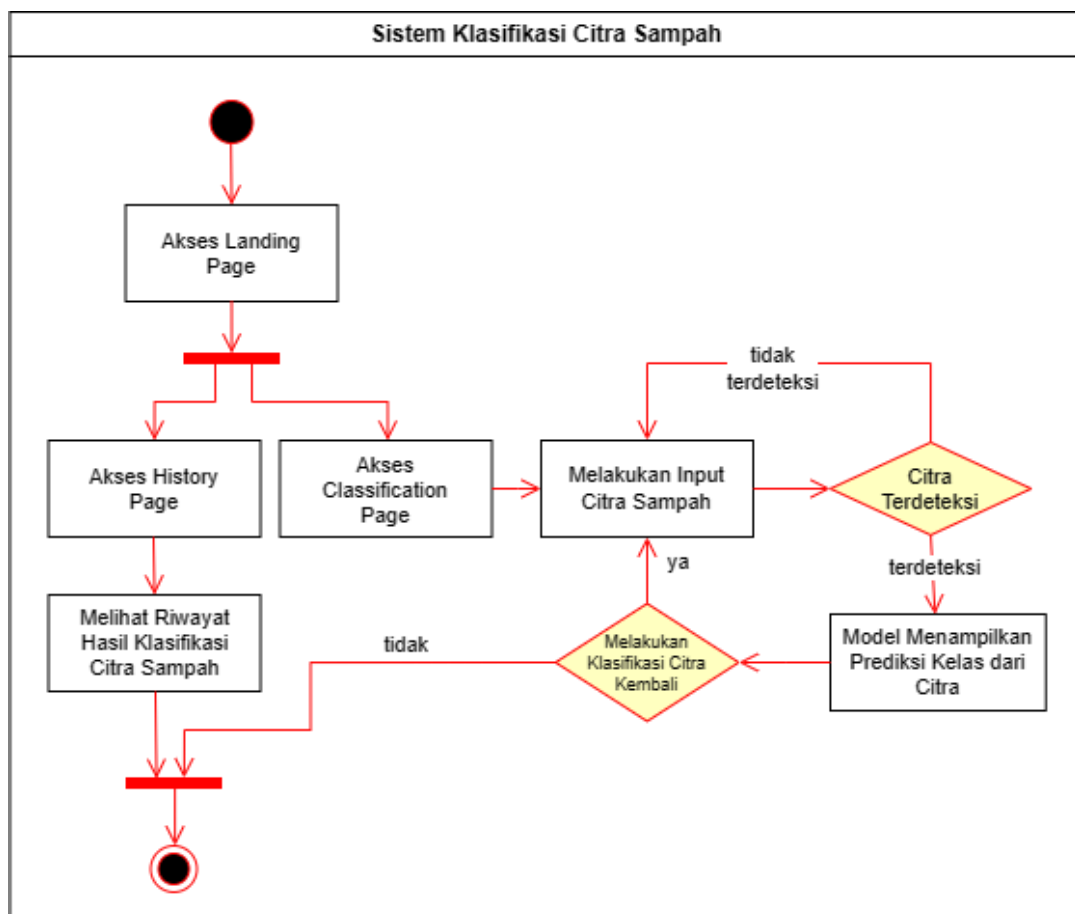 Sistem Klasifikasi Citra Sampah
Akses Landing
Page
tidak
terdeteksi
Akses History
Page
Akses
Classification
Page
Melakukan Input
Citra Sampah
Citra
Terdeteksi
ya
terdeteksi
Melihat Riwayat
Hasil Klasifikasi
Citra Sampah
tidak
Melakukan
Klasifikasi Citra
Kembali
Model Menampilkan
Prediksi Kelas dari
Citra